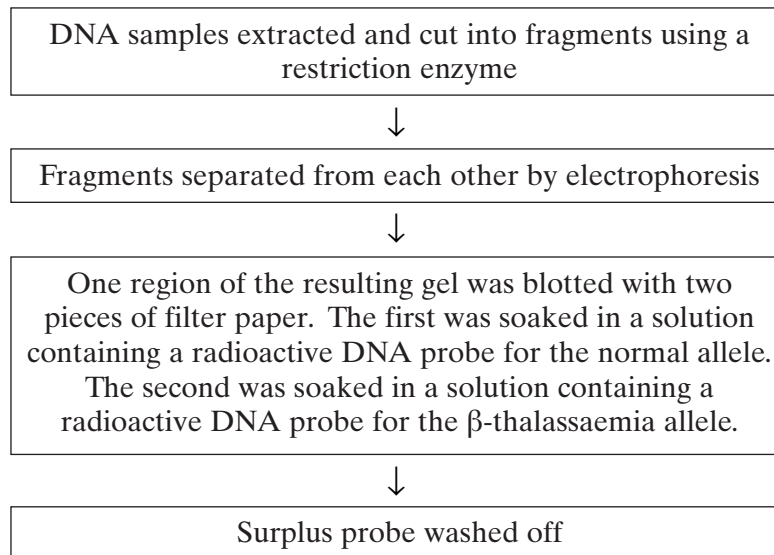 DNA samples extracted and cut into fragments using a
restriction enzyme
↓
Fragments separated from each other by electrophoresis
↓
One region of the resulting gel was blotted with two
pieces of filter paper. The first was soaked in a solution
containing a radioactive DNA probe for the normal allele.
The second was soaked in a solution containing a
radioactive DNA probe for the β-thalassaemia allele.
↓
Surplus probe washed off